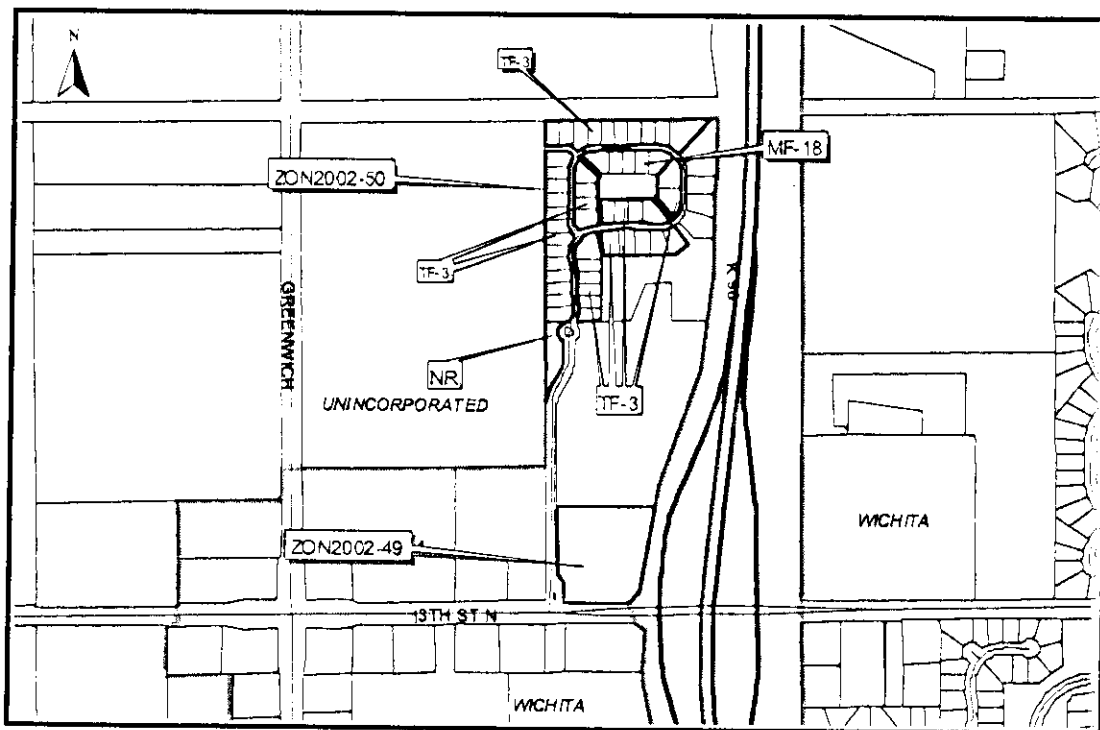 N
TF-3
MF-18
ZON2002-50
TF-3
GREENWICH
NR
UNINCORPORATED
TF-3
WICHITA
ZON2002-49
13TH ST N
WICHITA